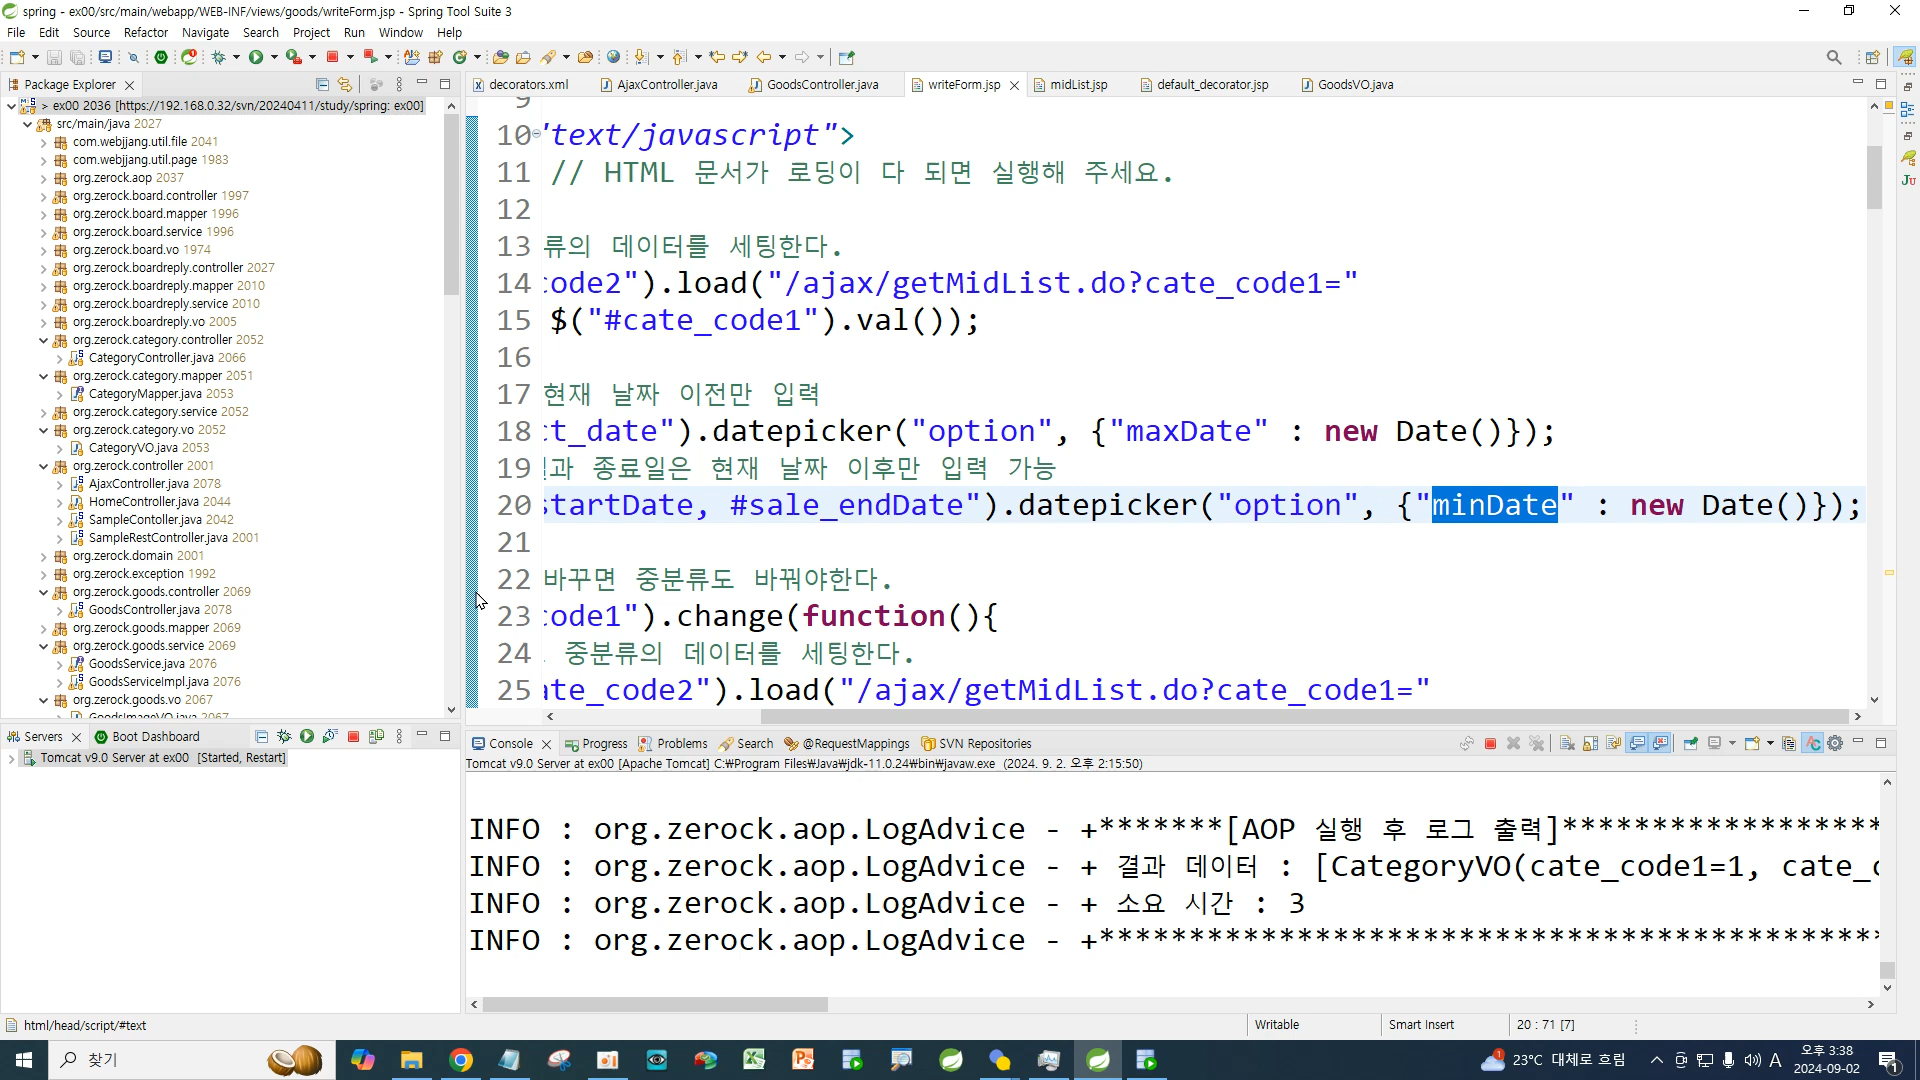 spring - ex00/src/main/webapp/WEB-INF/views/goods/writeForm.jsp - Spring Tool Suite 3
File Edit Source Refactor Navigate Search Project Run Window Help
Package Explorer
decorators.xml AjaxController.java GoodsController.java writeForm.jsp midList.jsp default_decorator.jsp GoodsVO.java
> ex00 2036 [https://192.168.0.32/svn/20240411/study/spring: ex00]
src/main/java 2027
com.webjjang.util.file 2041
com.webjjang.util.page 1983
org.zerock.aop 2037
org.zerock.board.controller 1997
org.zerock.board.mapper 1996
org.zerock.board.service 1996
org.zerock.board.vo 1974
org.zerock.boardreply.controller 2027
org.zerock.boardreply.mapper 2010
org.zerock.boardreply.service 2010
org.zerock.boardreply.vo 2005
org.zerock.category.controller 2052
CategoryController.java 2066
org.zerock.category.mapper 2051
CategoryMapper.java 2053
org.zerock.category.service 2052
org.zerock.category.vo 2052
CategoryVO.java 2053
org.zerock.controller 2001
AjaxController.java 2078
HomeController.java 2044
SampleContoller.java 2042
SampleRestController.java 2001
org.zerock.domain 2001
org.zerock.exception 1992
org.zerock.goods.controller 2069
GoodsController.java 2078
org.zerock.goods.mapper 2069
org.zerock.goods.service 2069
GoodsService.java 2076
GoodsServiceImpl.java 2076
org.zerock.goods.vo 2067
GoodsImageVO.java 2067
9
10 'text/javascript">
11 // HTML 문서가 로딩이 다 되면 실행해 주세요.
12
13 류의 데이터를 세팅한다.
14 code2").load("/ajax/getMidList.do?cate_code1="
15 $("#cate_code1").val());
16
17 현재 날짜 이전만 입력
18 ct_date").datepicker("option", {"maxDate" : new Date()});
19 과 종료일은 현재 날짜 이후만 입력 가능
20 startDate, #sale_endDate").datepicker("option", {"minDate" : new Date()});
21
22 바꾸면 중분류도 바꿔야한다.
23 code1").change(function(){
24 중분류의 데이터를 세팅한다.
25 ate_code2").load("/ajax/getMidList.do?cate_code1="
Servers Boot Dashboard
Tomcat v9.0 Server at ex00 [Started, Restart]
Console Progress Problems Search @RequestMappings SVN Repositories
Tomcat v9.0 Server at ex00 [Apache Tomcat] C:₩Program Files₩Java₩jdk-11.0.24₩bin₩javaw.exe (2024. 9. 2. 오후 2:15:50)
INFO : org.zerock.aop.LogAdvice - +*******[AOP 실행 후 로그 출력]******************
INFO : org.zerock.aop.LogAdvice - + 결과 데이터 : [CategoryVO(cate_code1=1, cate_c
INFO : org.zerock.aop.LogAdvice - + 소요 시간 : 3
INFO : org.zerock.aop.LogAdvice - +********************************************
html/head/script/#text
Writable Smart Insert 20 : 71 [7]
찾기
23℃ 대체로 흐림
A
오후 3:38
2024-09-02
1